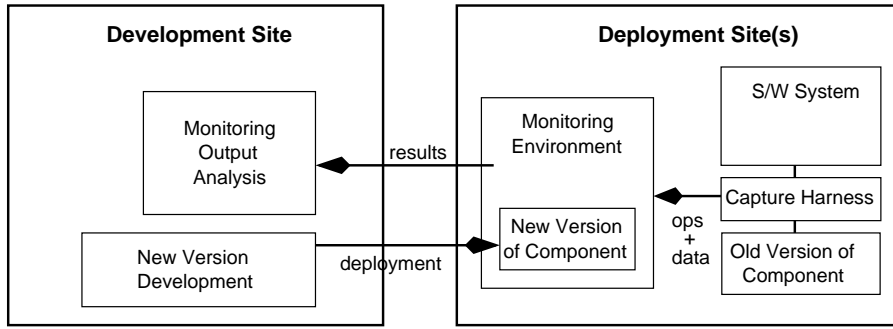 Development Site
Monitoring
Output
Analysis
New Version
Development
results
deployment
Deployment Site(s)
Monitoring
Environment
New Version
of Component
ops
+
data
S/W System
Capture Harness
Old Version of
Component